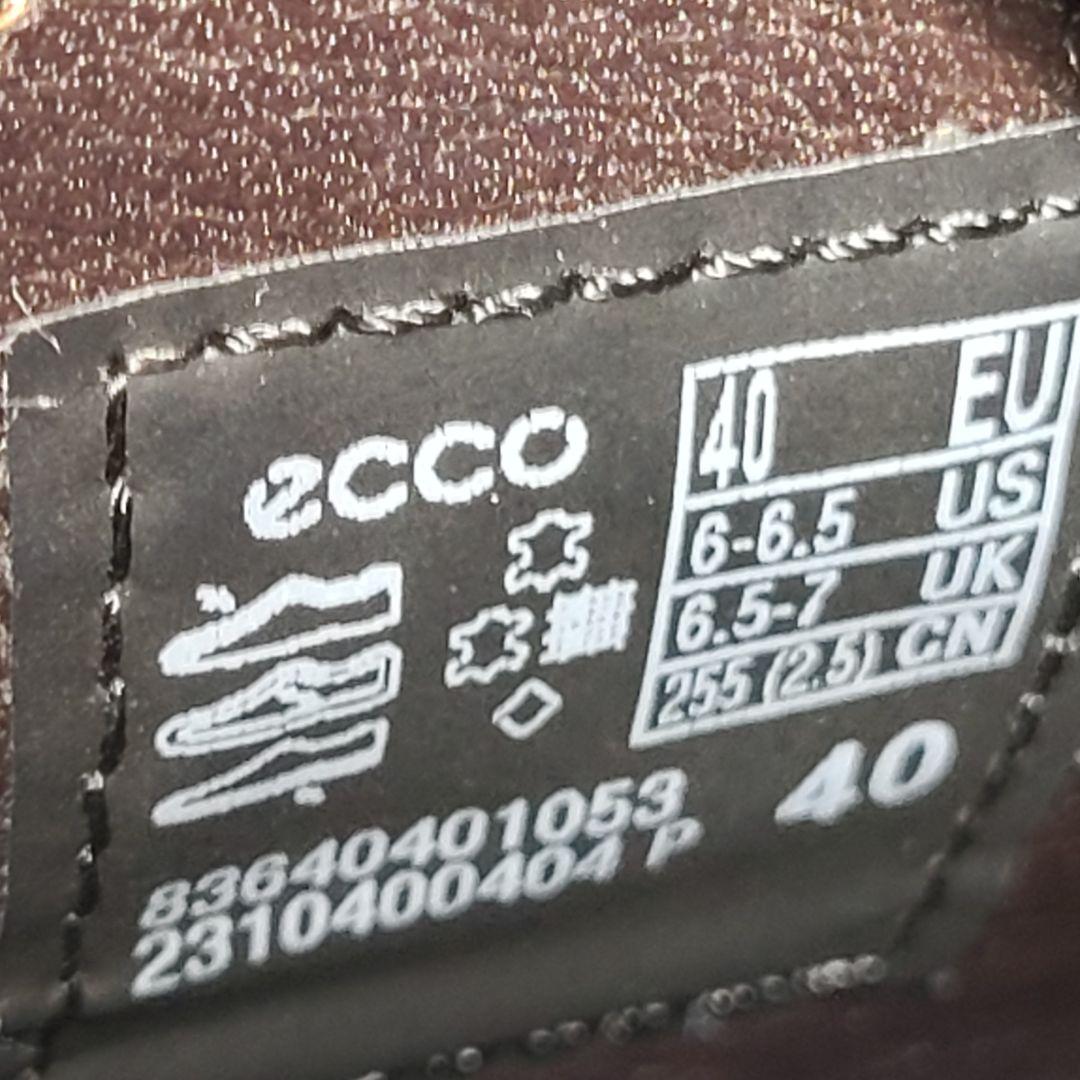 ecco
40 EU
6-6.5 US
6.5-7 UK
255 (2.5) CN
40
83640401053
2310400404 P